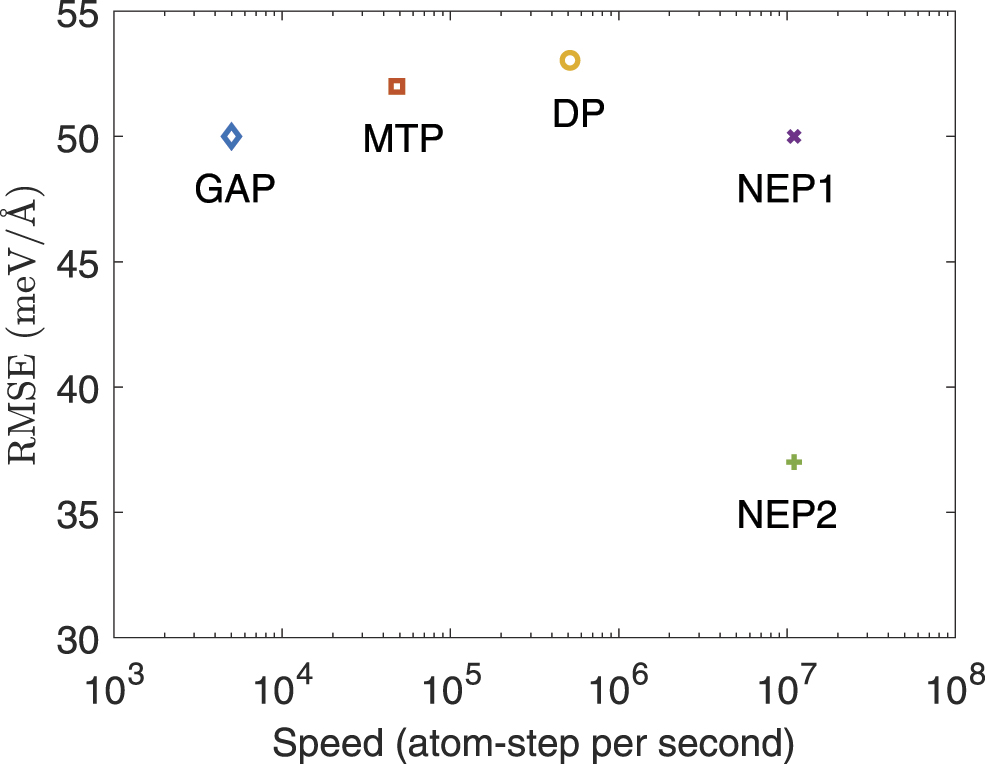 55
50
45
40
35
30
RMSE (meV/Å)
GAP
MTP
DP
NEP1
NEP2
10³ 10⁴ 10⁵ 10⁶ 10⁷ 10⁸
Speed (atom-step per second)